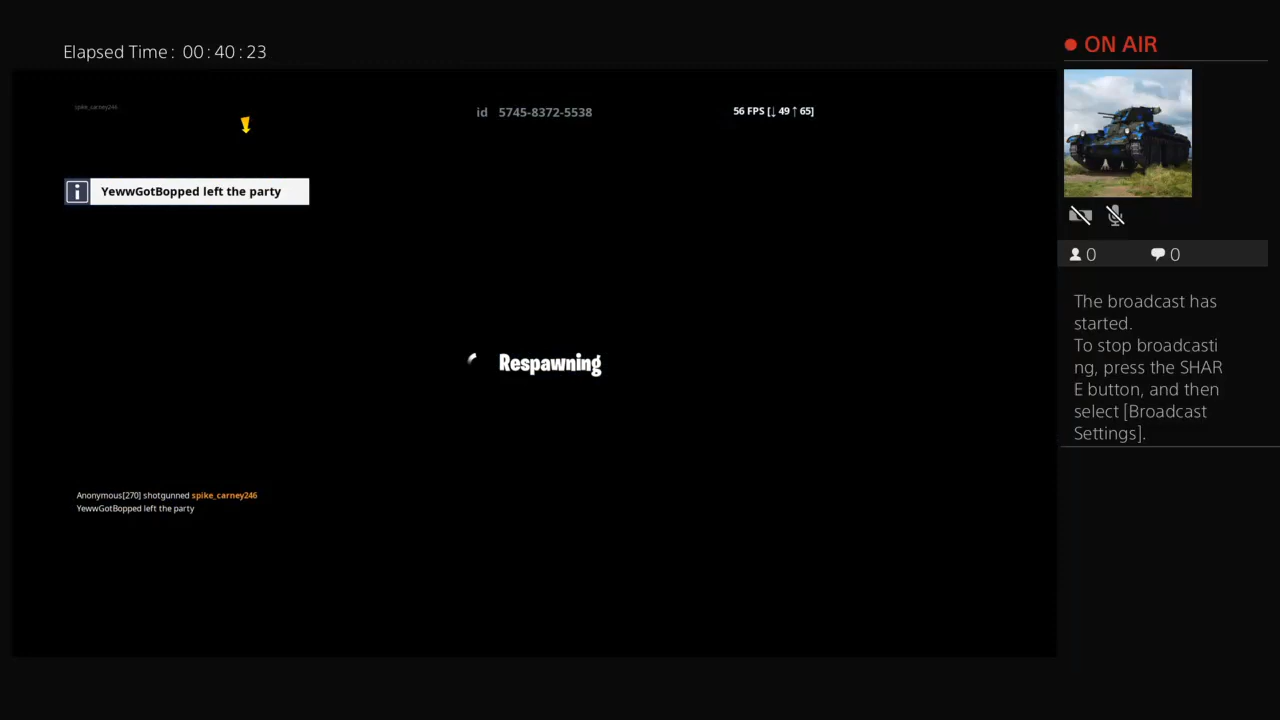 Elapsed Time: 00:40:23
ON AIR
spike_carney246
id 5745-8372-5538
56 FPS [↓ 49 ↑ 65]
YewwGotBopped left the party
0 0
The broadcast has
started.
To stop broadcasti
ng, press the SHAR
E button, and then
select [Broadcast
Settings].
Respawning
Anonymous[270] shotgunned spike_carney246
YewwGotBopped left the party